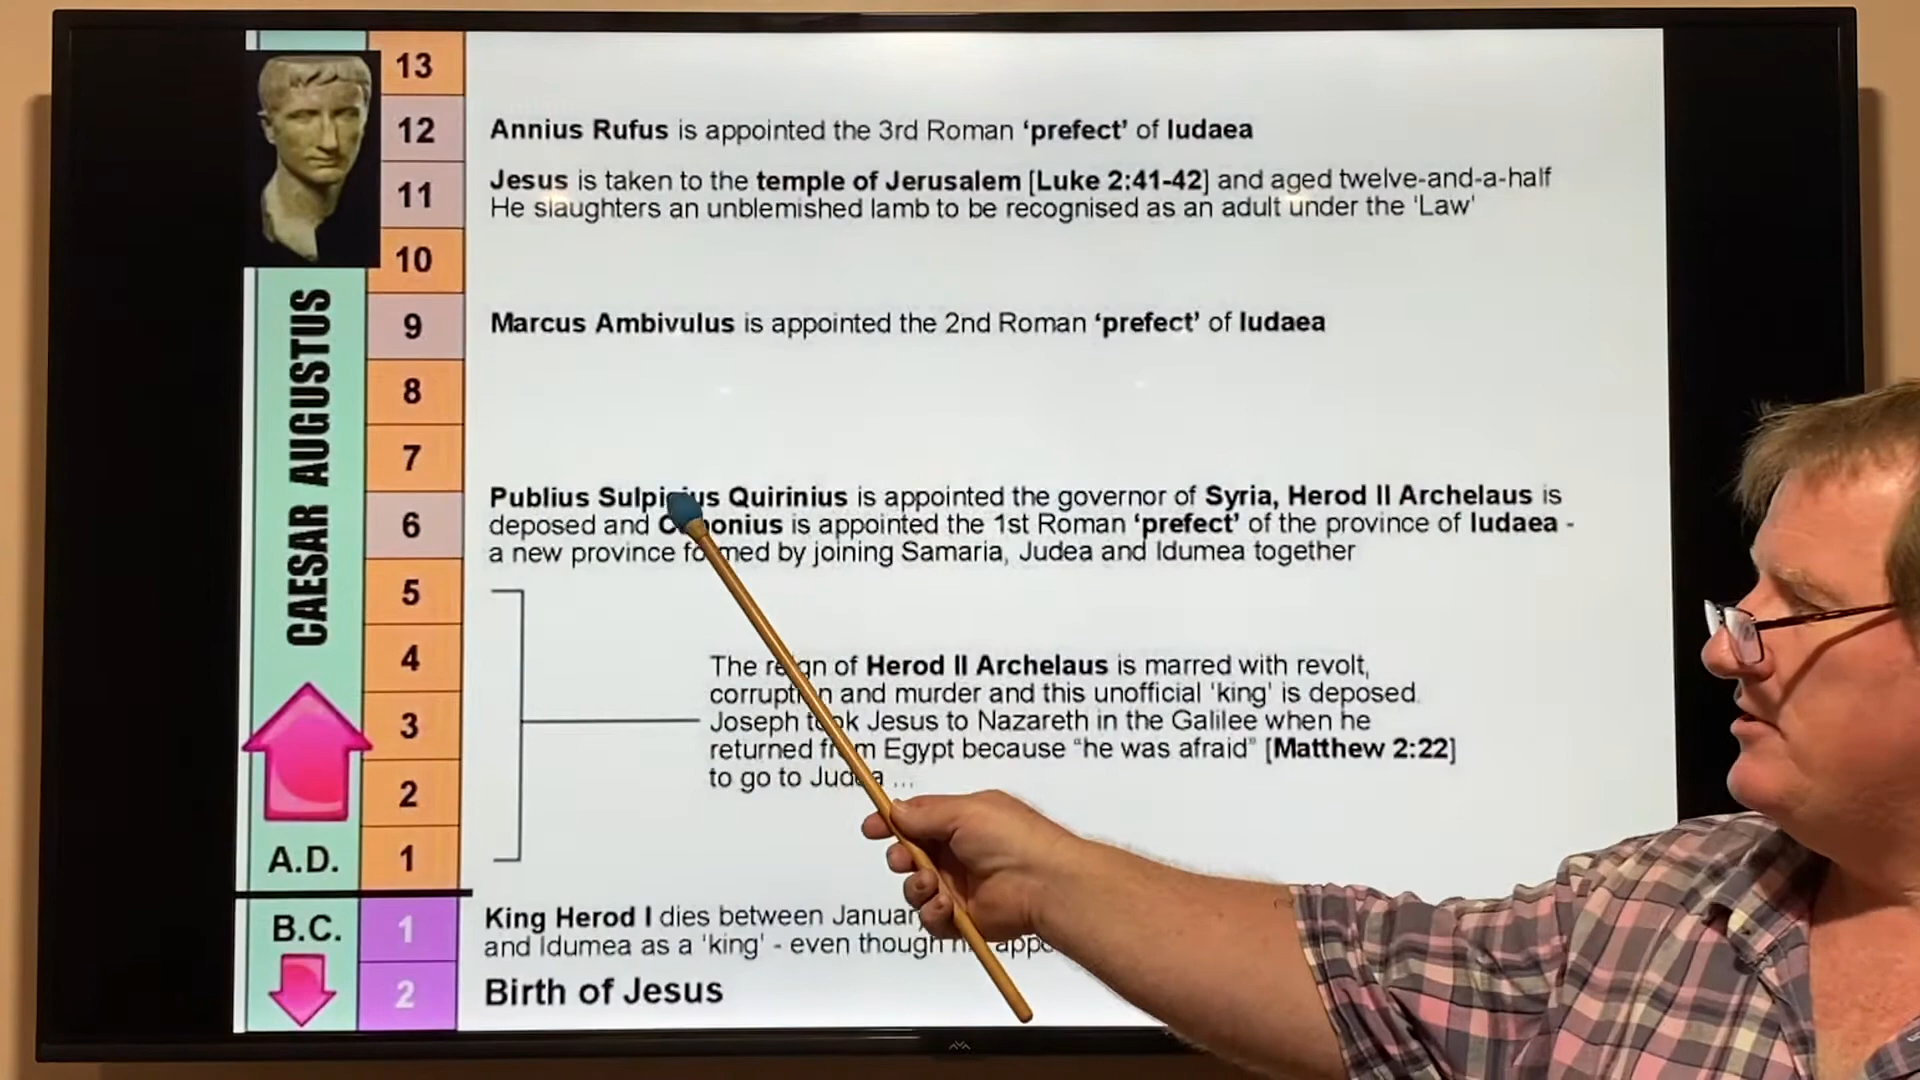 13
12
Annius Rufus is appointed the 3rd Roman ‘prefect’ of Iudaea
11
Jesus is taken to the temple of Jerusalem [Luke 2:41-42] and aged twelve-and-a-half
He slaughters an unblemished lamb to be recognised as an adult under the ‘Law’
10
CAESAR AUGUSTUS
9
Marcus Ambivulus is appointed the 2nd Roman ‘prefect’ of Iudaea
8
7
6
Publius Sulpicius Quirinius is appointed the governor of Syria, Herod II Archelaus is
deposed and is appointed the 1st Roman ‘prefect’ of the province of Iudaea -
a new province formed by joining Samaria, Judea and Idumea together
5
4
The reign of Herod II Archelaus is marred with revolt,
corruption and murder and this unofficial ‘king’ is deposed.
3
Joseph took Jesus to Nazareth in the Galilee when he
returned from Egypt because “he was afraid” [Matthew 2:22]
to go to Judea ...
2
A.D.
1
B.C.
1
King Herod I dies between
and Idumea as a ‘king’ - even though
2
Birth of Jesus